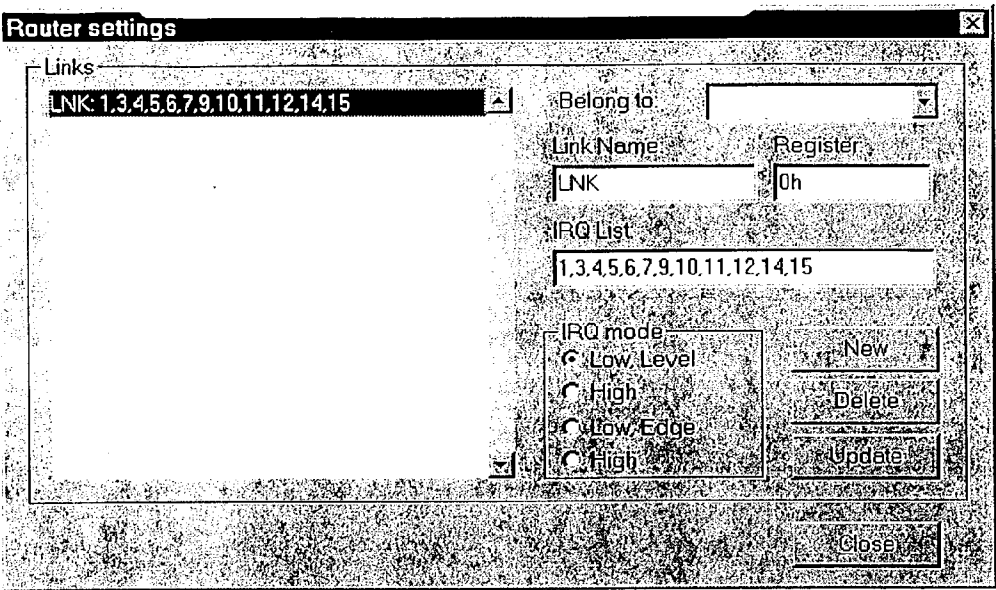 Router settings
Links
LNK: 1,3,4,5,6,7,9,10,11,12,14,15
Belong to
Link Name:
Register:
LNK
0h
IRQ List:
1,3,4,5,6,7,9,10,11,12,14,15
IRQ mode
Low, Level
High
Low, Edge
High
New
Delete
Update
Close